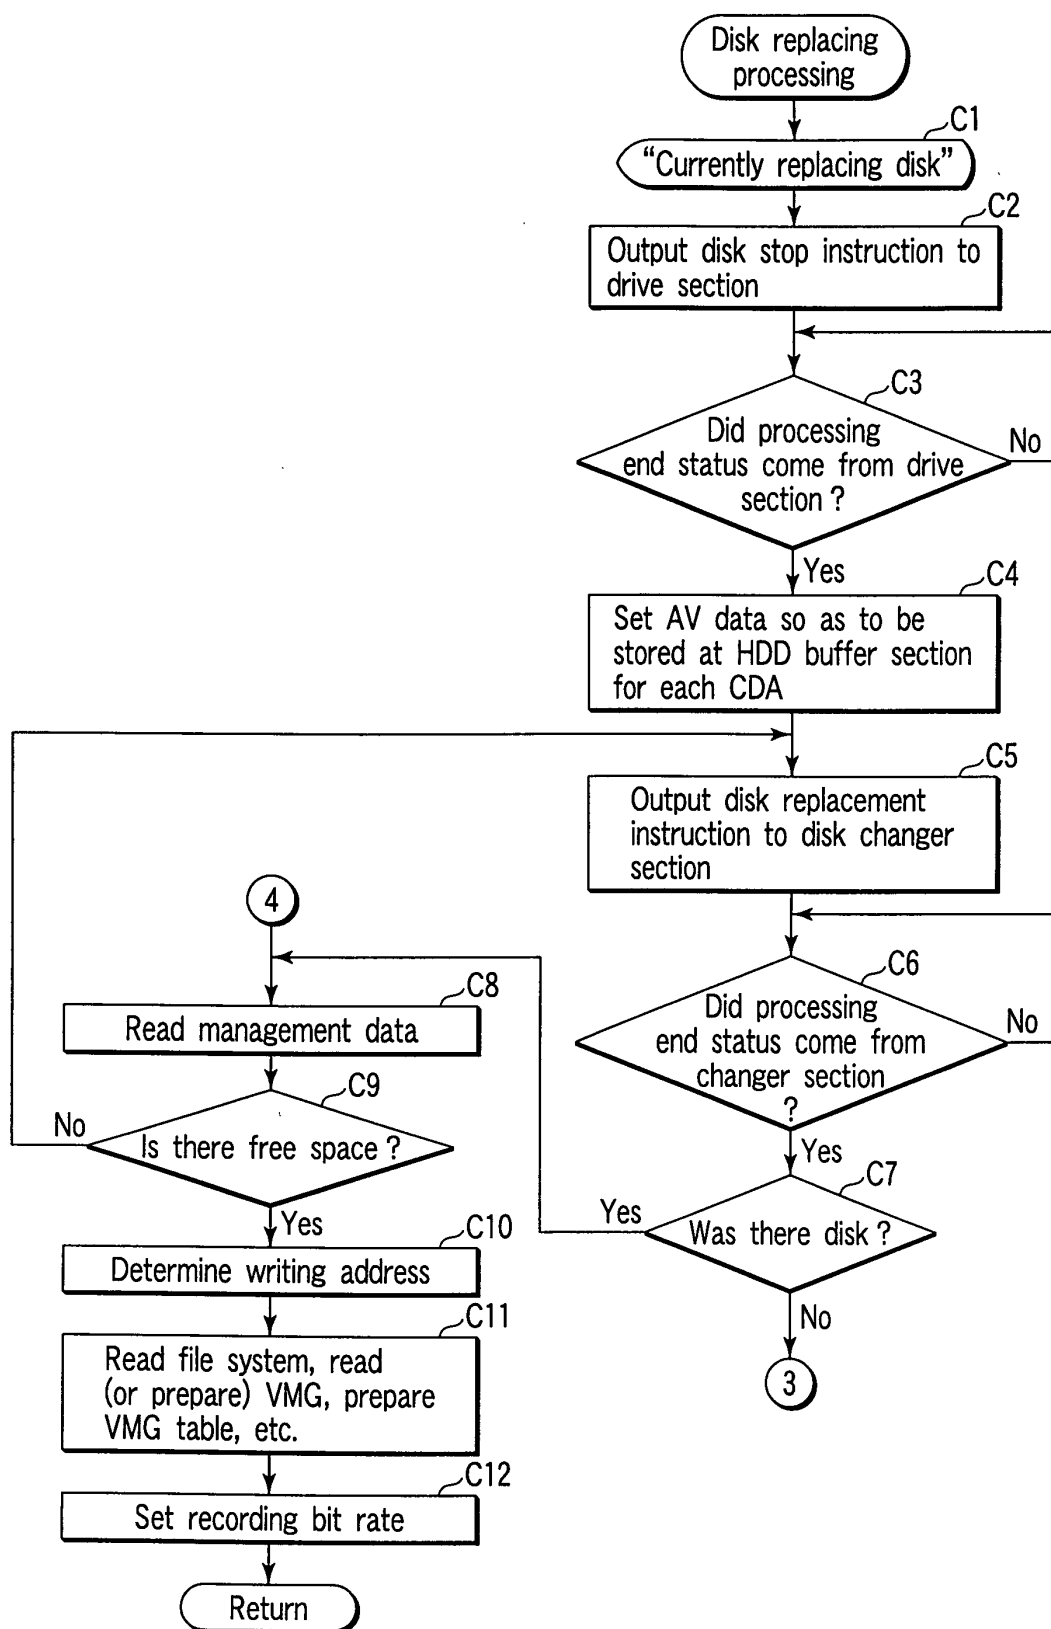 Disk replacing
processing
C1
“Currently replacing disk”
C2
Output disk stop instruction to
drive section
C3
Did processing
end status come from drive
section ?
No
Yes
C4
Set AV data so as to be
stored at HDD buffer section
for each CDA
C5
Output disk replacement
instruction to disk changer
section
C6
Did processing
end status come from
changer section
?
No
Yes
C7
Was there disk ?
Yes
No
3
4
C8
Read management data
C9
Is there free space ?
No
Yes
C10
Determine writing address
C11
Read file system, read
(or prepare) VMG, prepare
VMG table, etc.
C12
Set recording bit rate
Return